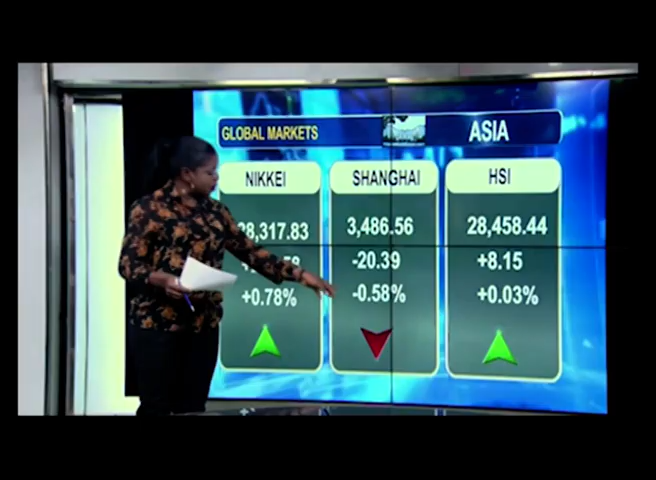 GLOBAL MARKETS
ASIA
NIKKEI
SHANGHAI
HSI
28,317.83
3,486.56
28,458.44
-20.39
+8.15
+0.78%
-0.58%
+0.03%